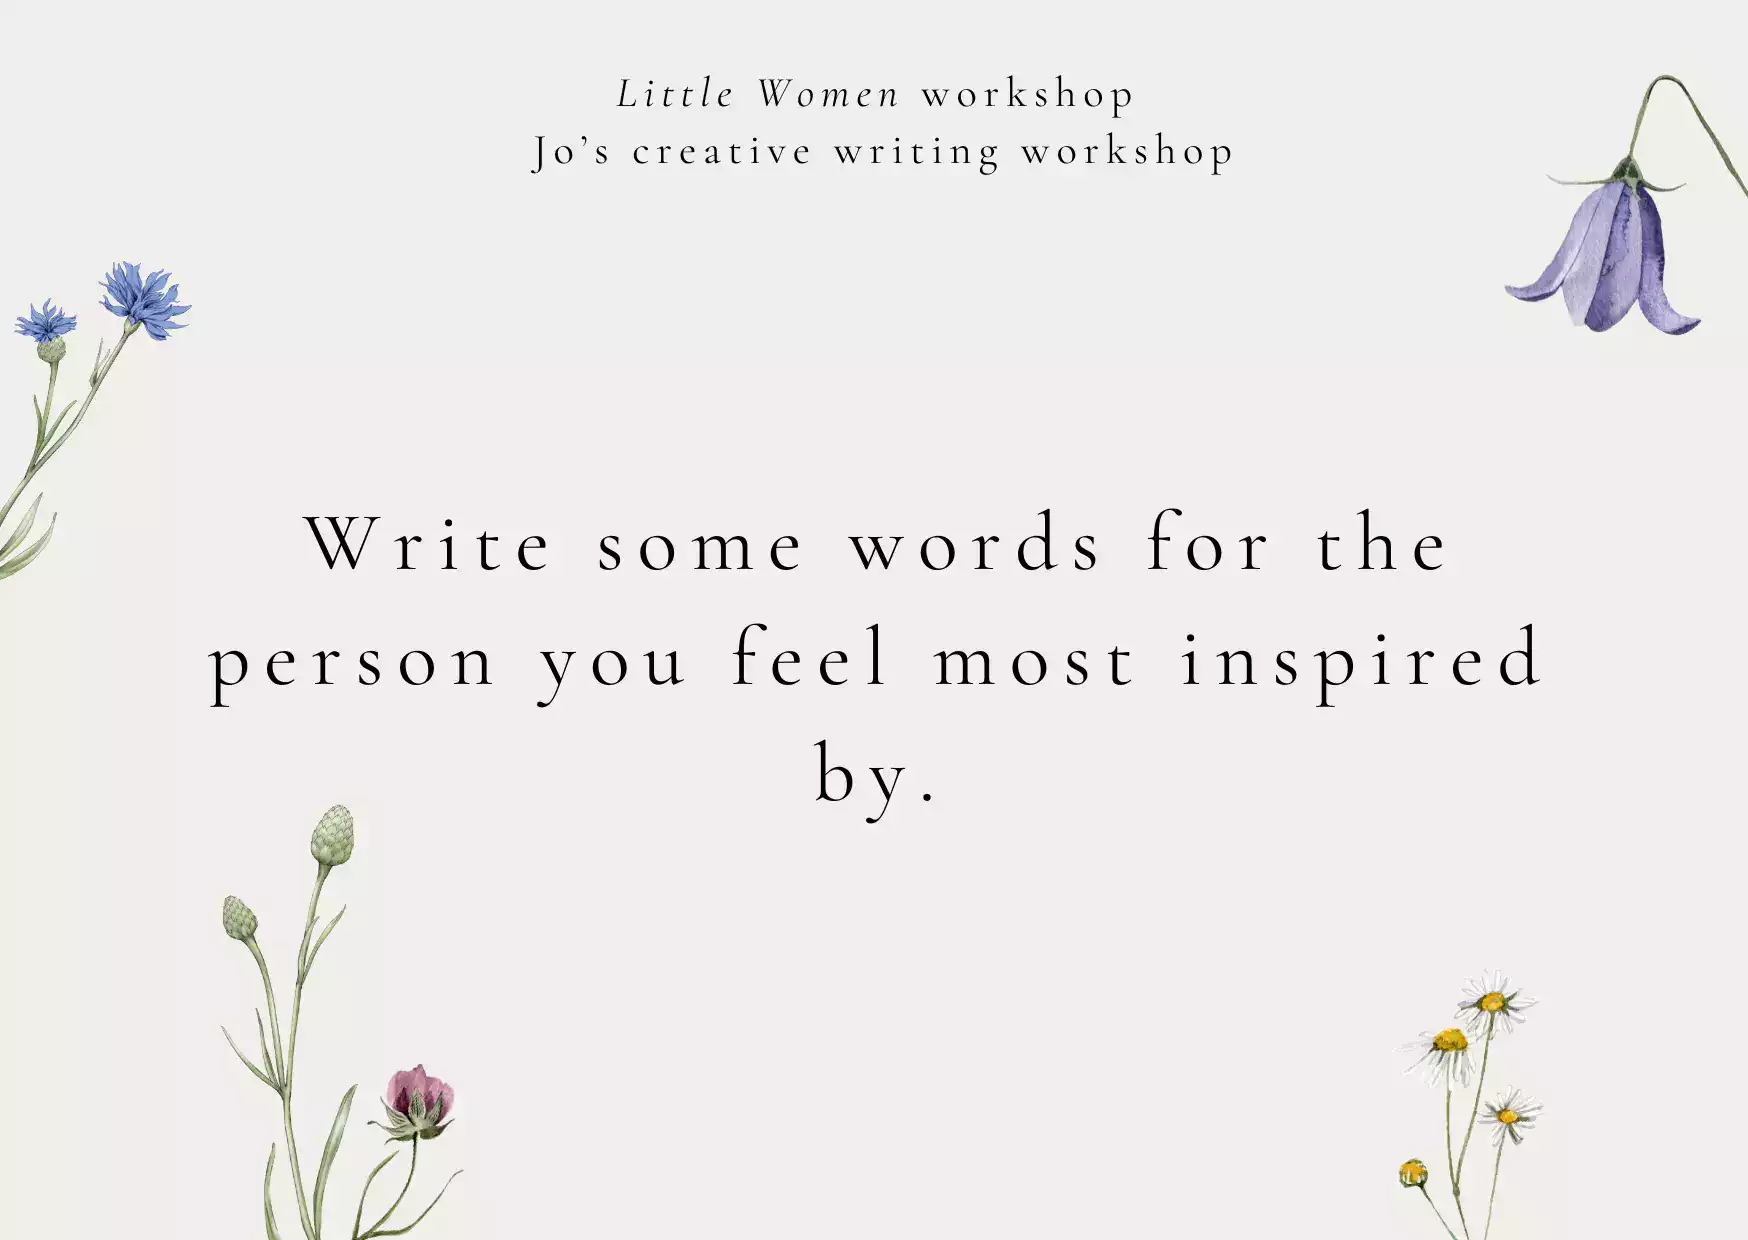 Little Women workshop
Jo’s creative writing workshop
Write some words for the
person you feel most inspired
by.